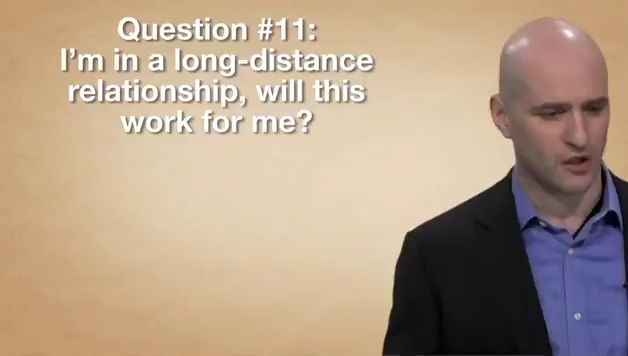 Question #11:
I'm in a long-distance
relationship, will this
work for me?